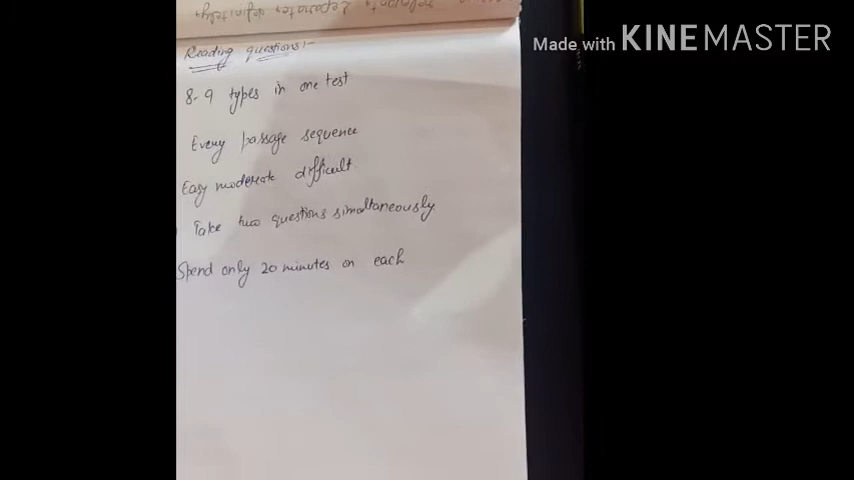 Reading questions:-
8-9 types in one test
Every passage sequence
Easy moderate difficult
Take two questions simultaneously
Spend only 20 minutes on each
Made with KINEMASTER